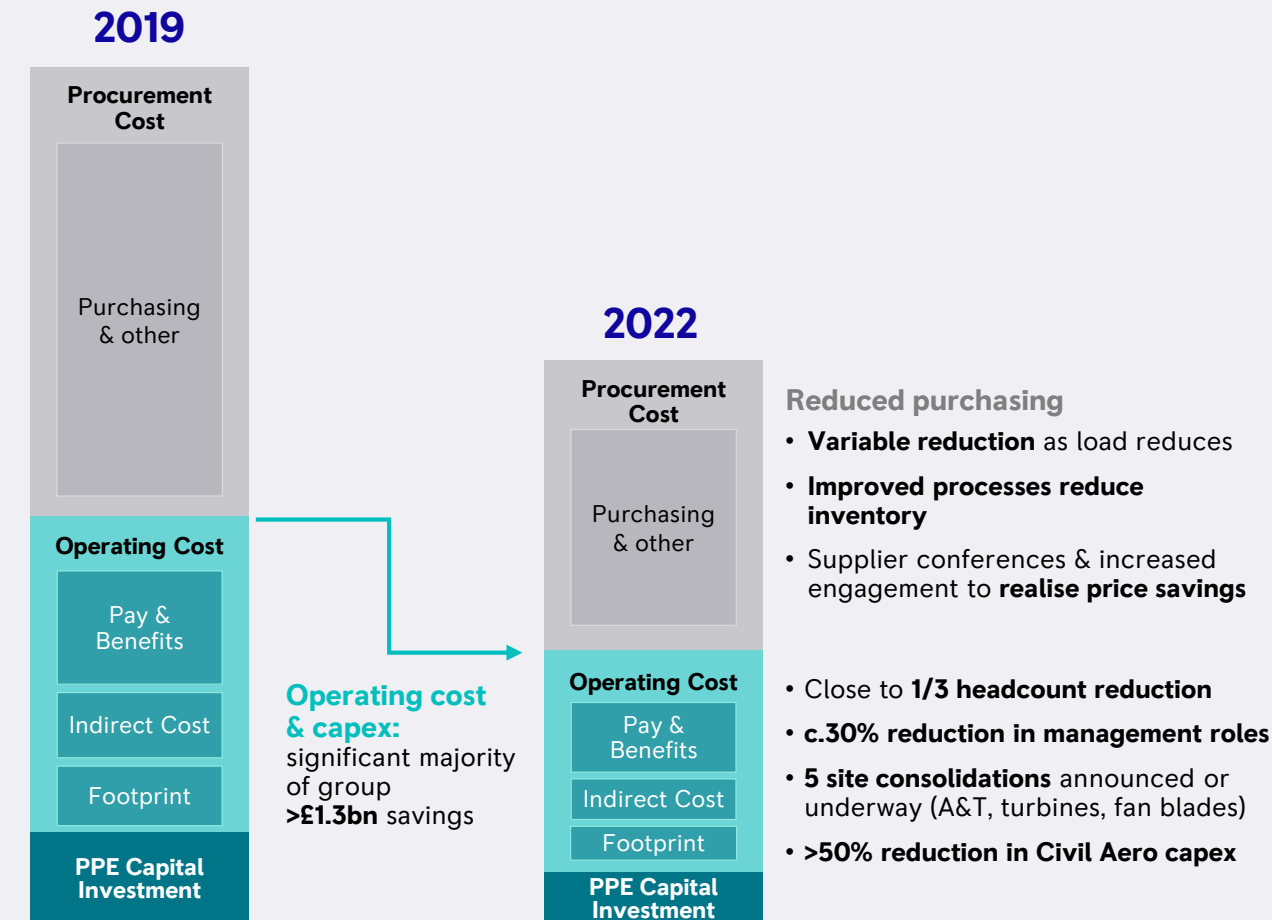 2019
Procurement
Cost
Purchasing
& other
Operating Cost
Pay &
Benefits
Indirect Cost
Footprint
PPE Capital
Investment
Operating cost
& capex:
significant majority
of group
>£1.3bn savings
2022
Procurement
Cost
Purchasing
& other
Operating Cost
Pay &
Benefits
Indirect Cost
Footprint
PPE Capital
Investment
Reduced purchasing
• Variable reduction as load reduces
• Improved processes reduce
inventory
• Supplier conferences & increased
engagement to realise price savings
• Close to 1/3 headcount reduction
• c.30% reduction in management roles
• 5 site consolidations announced or
underway (A&T, turbines, fan blades)
• >50% reduction in Civil Aero capex